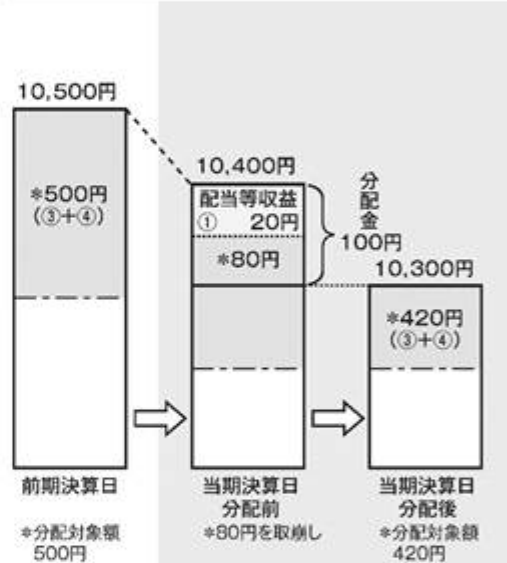 10,500円
*500円
(③+④)
前期決算日
*分配対象額
500円
10,400円
配当等収益
① 20円
*80円
分配金
100円
当期決算日
分配前
*80円を取崩し
10,300円
*420円
(③+④)
当期決算日
分配後
*分配対象額
420円